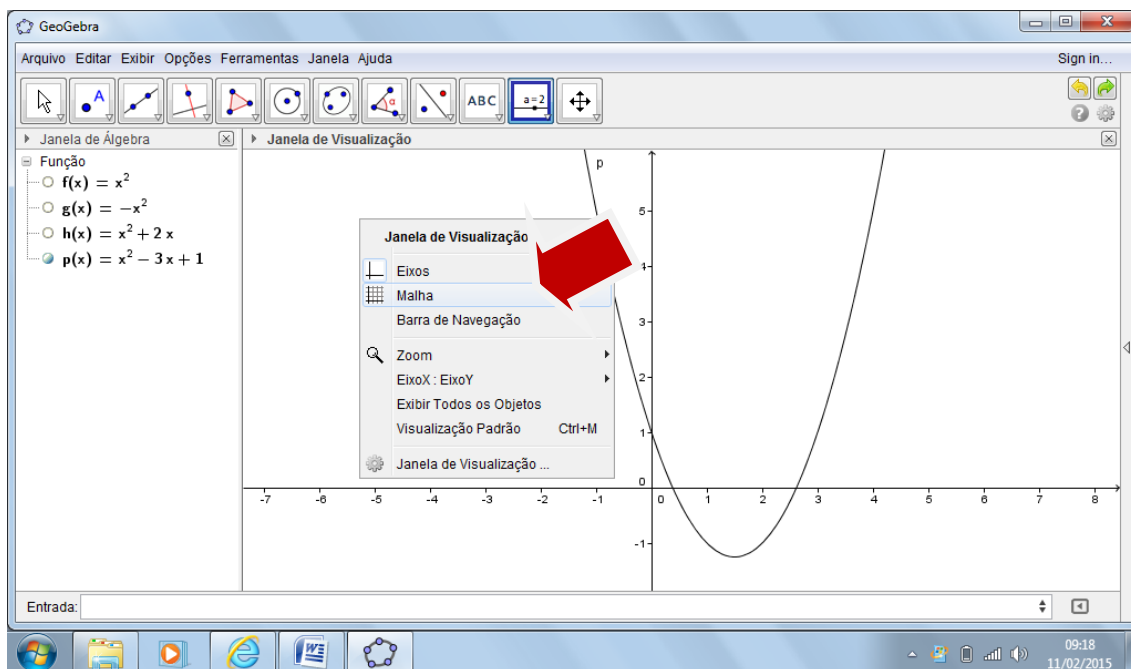 GeoGebra
Arquivo Editar Exibir Opções Ferramentas Janela Ajuda
Sign in...
A
α
ABC
a=2
Janela de Álgebra
Janela de Visualização
Função
f(x) = x²
g(x) = −x²
h(x) = x² + 2 x
p(x) = x² − 3 x + 1
p
Janela de Visualização
Eixos
Malha
Barra de Navegação
Zoom
EixoX : EixoY
Exibir Todos os Objetos
Visualização Padrão Ctrl+M
Janela de Visualização ...
5
4
3
2
1
0
-1
-7 -6 -5 -4 -3 -2 -1 0 1 2 3 4 5 6 7 8
Entrada:
W
09:18
11/02/2015